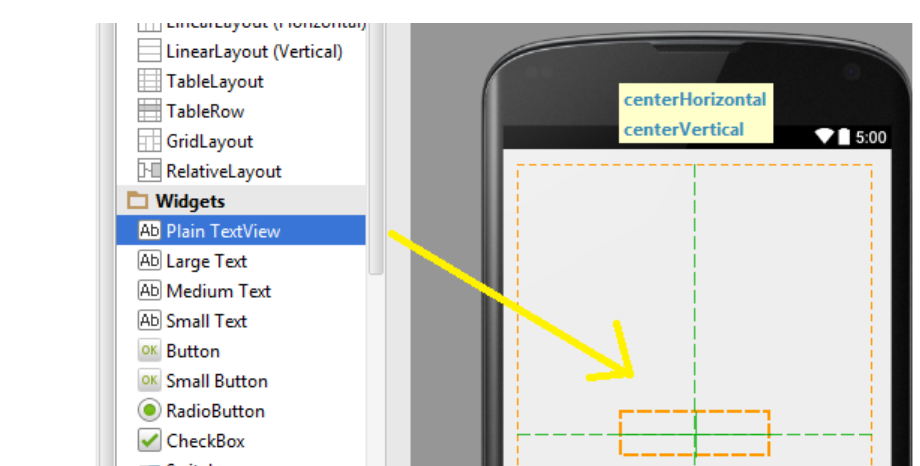 LinearLayout (Horizontal)
LinearLayout (Vertical)
TableLayout
TableRow
GridLayout
RelativeLayout
Widgets
Ab Plain TextView
Ab Large Text
Ab Medium Text
Ab Small Text
OK Button
OK Small Button
RadioButton
CheckBox
centerHorizontal
centerVertical
5:00